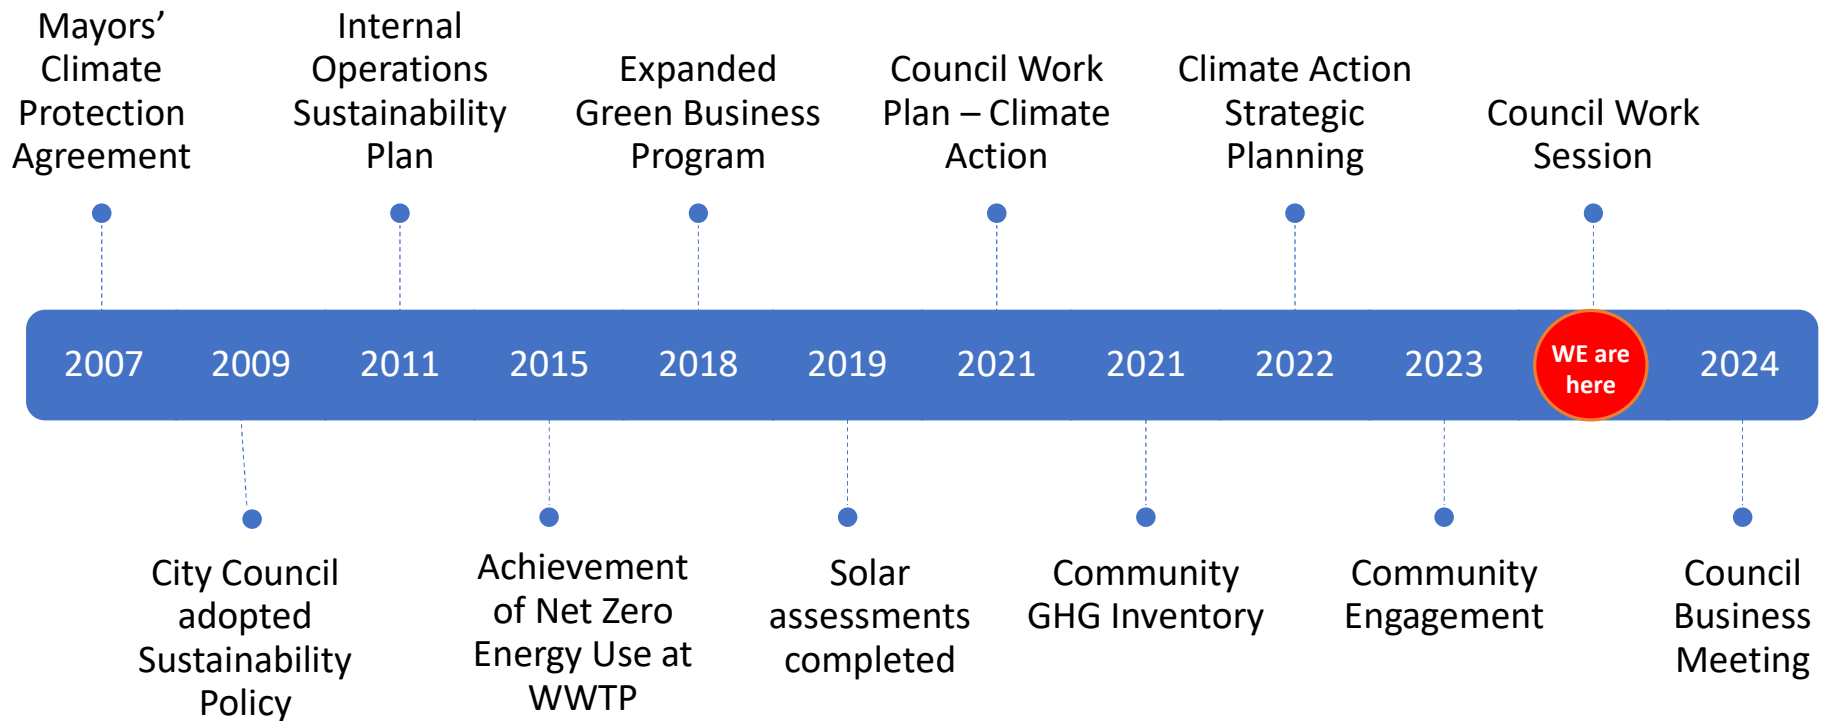 Mayors’
Climate
Protection
Agreement
Internal
Operations
Sustainability
Plan
Expanded
Green Business
Program
Council Work
Plan – Climate
Action
Climate Action
Strategic
Planning
Council Work
Session
2007
2009
2011
2015
2018
2019
2021
2021
2022
2023
WE are
here
2024
City Council
adopted
Sustainability
Policy
Achievement
of Net Zero
Energy Use at
WWTP
Solar
assessments
completed
Community
GHG Inventory
Community
Engagement
Council
Business
Meeting